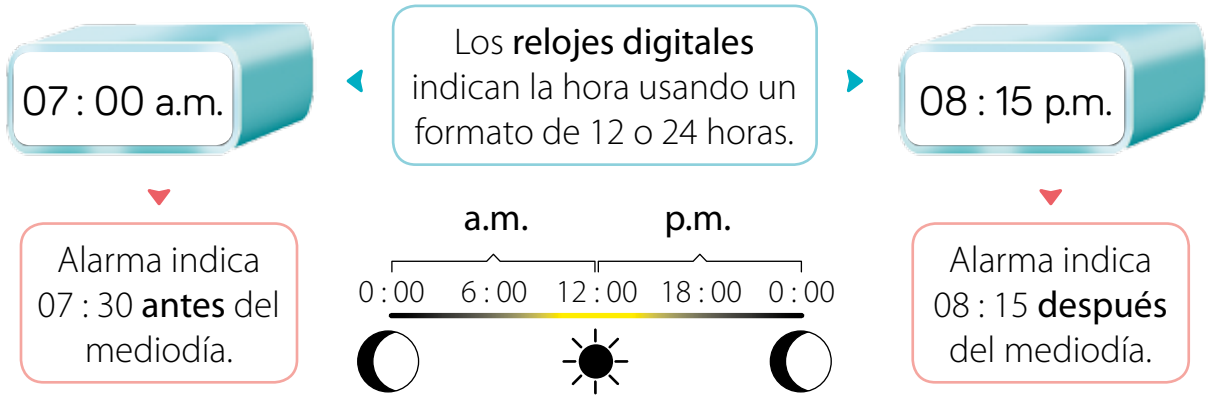 07 : 00 a.m.
Los relojes digitales
indican la hora usando un
formato de 12 o 24 horas.
08 : 15 p.m.
Alarma indica
07 : 30 antes del
mediodía.
a.m. p.m.
0 : 00 6 : 00 12 : 00 18 : 00 0 : 00
Alarma indica
08 : 15 después
del mediodía.